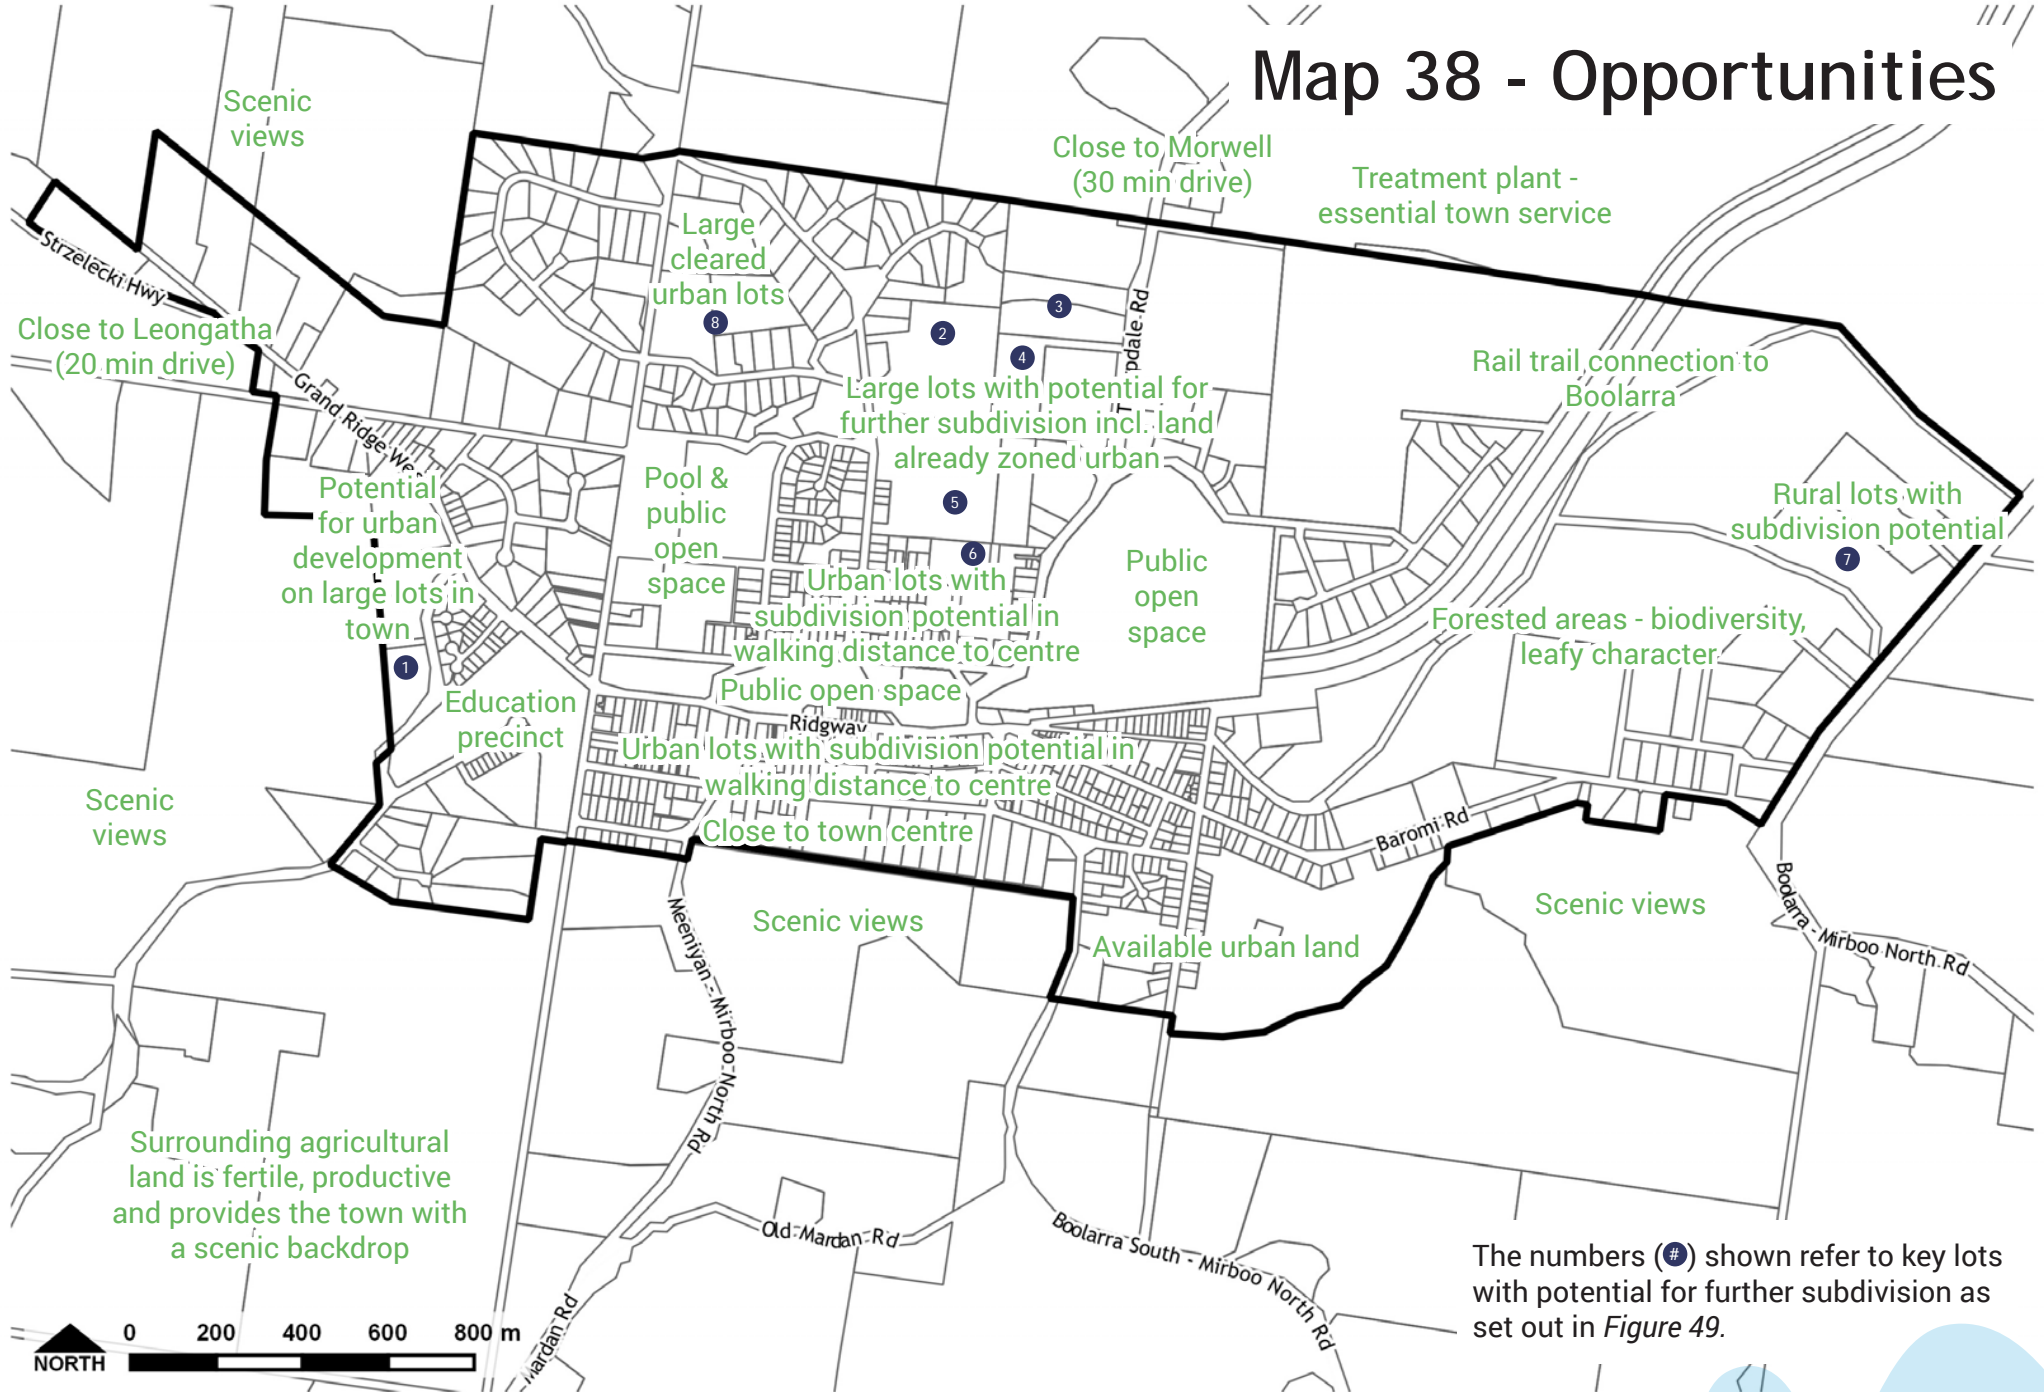 Map 38 - Opportunities
Scenic
views
Close to Morwell
(30 min drive)
Treatment plant -
essential town service
Large
cleared
urban lots
8
2
3
4
Strzelecki Hwy
Close to Leongatha
(20 min drive)
Grand Ridge West
Rail trail connection to
Boolarra
Large lots with potential for
further subdivision incl. land
already zoned urban
5
6
Potential
for urban
development
on large lots in
town
1
Pool &
public
open
space
Urban lots with
subdivision potential in
walking distance to centre
Public
open
space
Rural lots with
subdivision potential
7
Forested areas - biodiversity,
leafy character
Education
precinct
Public open space
Ridgway
Urban lots with subdivision potential in
walking distance to centre
Close to town centre
Baromi Rd
Scenic
views
Scenic views
Scenic views
Available urban land
Boolarra - Mirboo North Rd
Meeniyan - Mirboo North Rd
Surrounding agricultural
land is fertile, productive
and provides the town with
a scenic backdrop
Old Mardan Rd
Boolarra South - Mirboo North Rd
Mardan Rd
The numbers (#) shown refer to key lots
with potential for further subdivision as
set out in Figure 49.
0 200 400 600 800 m
NORTH